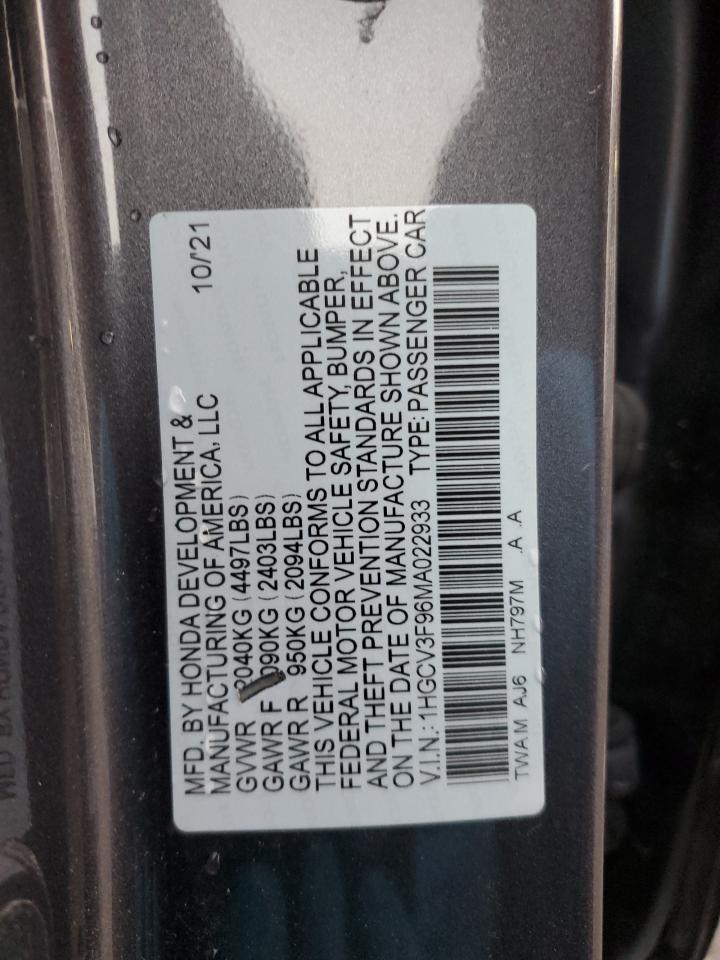 MFD. BY HONDA DEVELOPMENT &
MANUFACTURING OF AMERICA, LLC 10/'21
GVWR 2040KG (4497LBS)
GAWR F 1090KG (2403LBS)
GAWR R 950KG (2094LBS)
THIS VEHICLE CONFORMS TO ALL APPLICABLE
FEDERAL MOTOR VEHICLE SAFETY, BUMPER,
AND THEFT PREVENTION STANDARDS IN EFFECT
ON THE DATE OF MANUFACTURE SHOWN ABOVE.
V.I.N.: 1HGCV3F96MA022933 TYPE: PASSENGER CAR
TWAM AJ6 NH797M .A .A